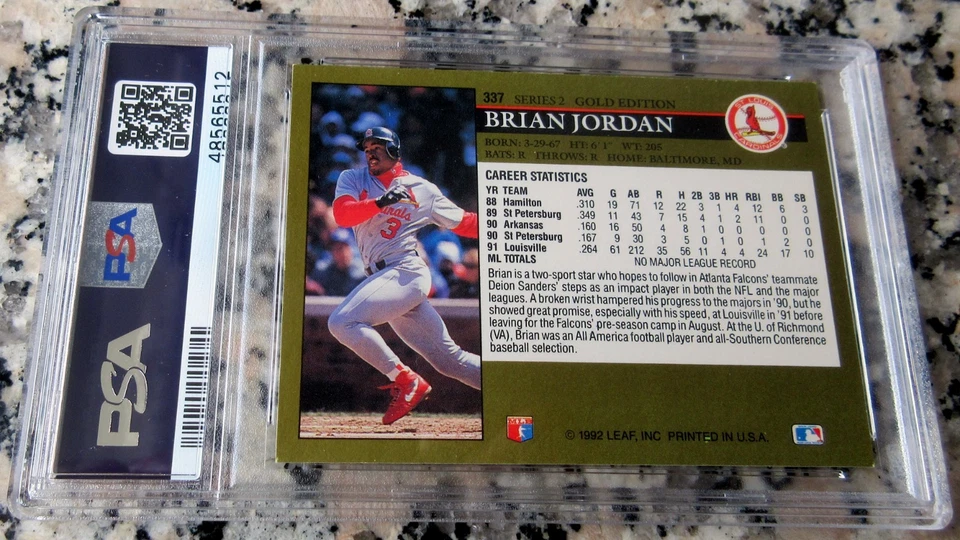 48565512
PSA
PSA
337 SERIES 2 GOLD EDITION
BRIAN JORDAN
ST. LOUIS
CARDINALS
BORN: 3-29-67 HT: 6' 1" WT: 205
BATS: R THROWS: R HOME: BALTIMORE, MD
CAREER STATISTICS
YR TEAM AVG G AB R H 2B 3B HR RBI BB SB
88 Hamilton .310 19 71 12 22 3 1 4 12 6 3
89 St Petersburg .349 11 43 7 15 4 1 2 11 0 0
90 Arkansas .160 16 50 4 8 1 0 0 0 0 0
90 St Petersburg .167 9 30 3 5 0 1 0 1 2 0
91 Louisville .264 61 212 35 56 11 4 4 24 17 10
ML TOTALS NO MAJOR LEAGUE RECORD
Brian is a two-sport star who hopes to follow in Atlanta Falcons' teammate
Deion Sanders' steps as an impact player in both the NFL and the major
leagues. A broken wrist hampered his progress to the majors in '90, but he
showed great promise, especially with his speed, at Louisville in '91 before
leaving for the Falcons' pre-season camp in August. At the U. of Richmond
(VA), Brian was an All America football player and all-Southern Conference
baseball selection.
3
© 1992 LEAF, INC PRINTED IN U.S.A.